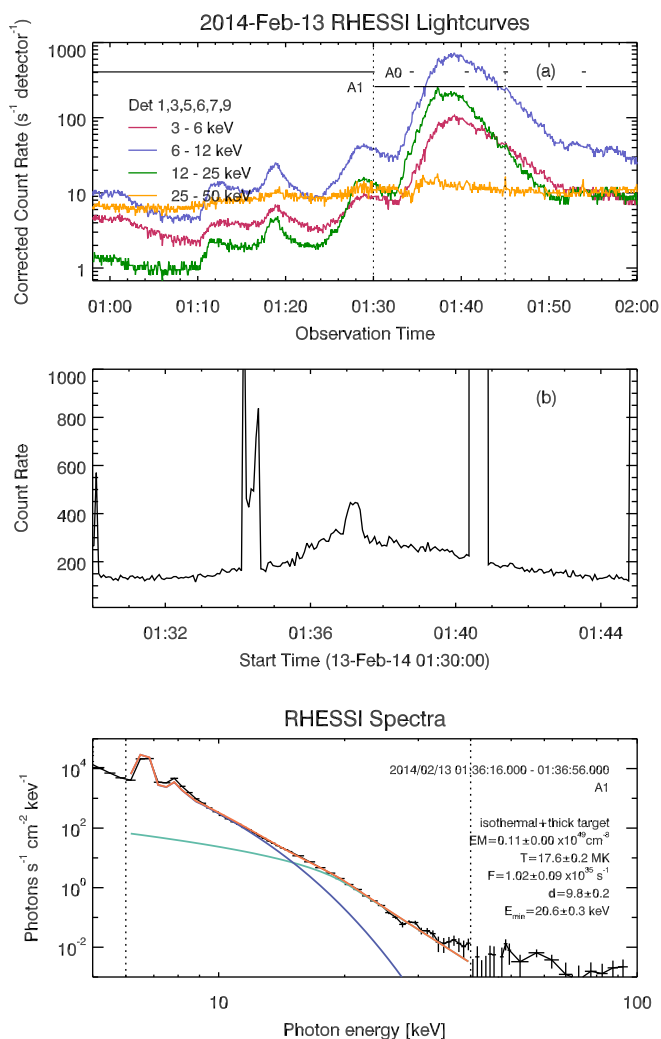 2014-Feb-13 RHESSI Lightcurves
Corrected Count Rate (s⁻¹ detector⁻¹)
1000
100
10
1
A0
(a)
A1
Det 1,3,5,6,7,9
3 - 6 keV
6 - 12 keV
12 - 25 keV
25 - 50 keV
01:00 01:10 01:20 01:30 01:40 01:50 02:00
Observation Time
Count Rate
1000
800
600
400
200
(b)
01:32 01:36 01:40 01:44
Start Time (13-Feb-14 01:30:00)
RHESSI Spectra
Photons s⁻¹ cm⁻² kev⁻¹
10⁴
10²
10⁰
10⁻²
2014/02/13 01:36:16.000 - 01:36:56.000
A1
isothermal+thick target
EM=0.11±0.00 x10⁴⁹cm⁻³
T=17.6±0.2 MK
F=1.02±0.09 x10³⁵ s⁻¹
d=9.8±0.2
Eₘᵢₙ=20.6±0.3 keV
10 100
Photon energy [keV]